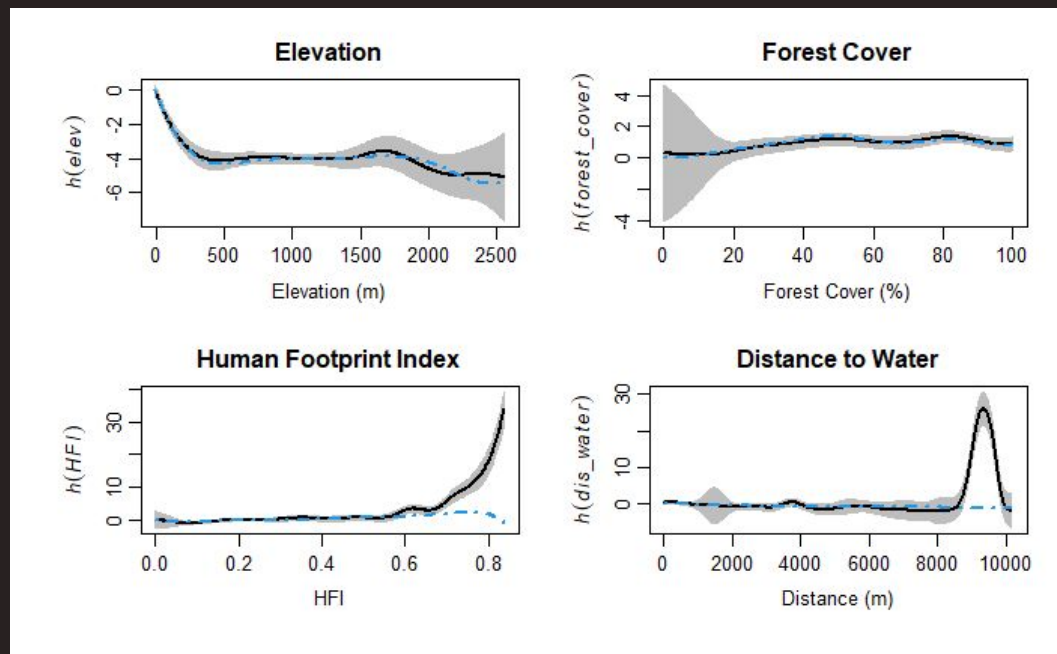 Elevation
h(elev)
0
-2
-4
-6
0 500 1000 1500 2000 2500
Elevation (m)
Forest Cover
h(forest_cover)
4
2
0
-4
0 20 40 60 80 100
Forest Cover (%)
Human Footprint Index
h(HFI)
30
10
0
0.0 0.2 0.4 0.6 0.8
HFI
Distance to Water
h(dis_water)
30
10
0
0 2000 4000 6000 8000 10000
Distance (m)